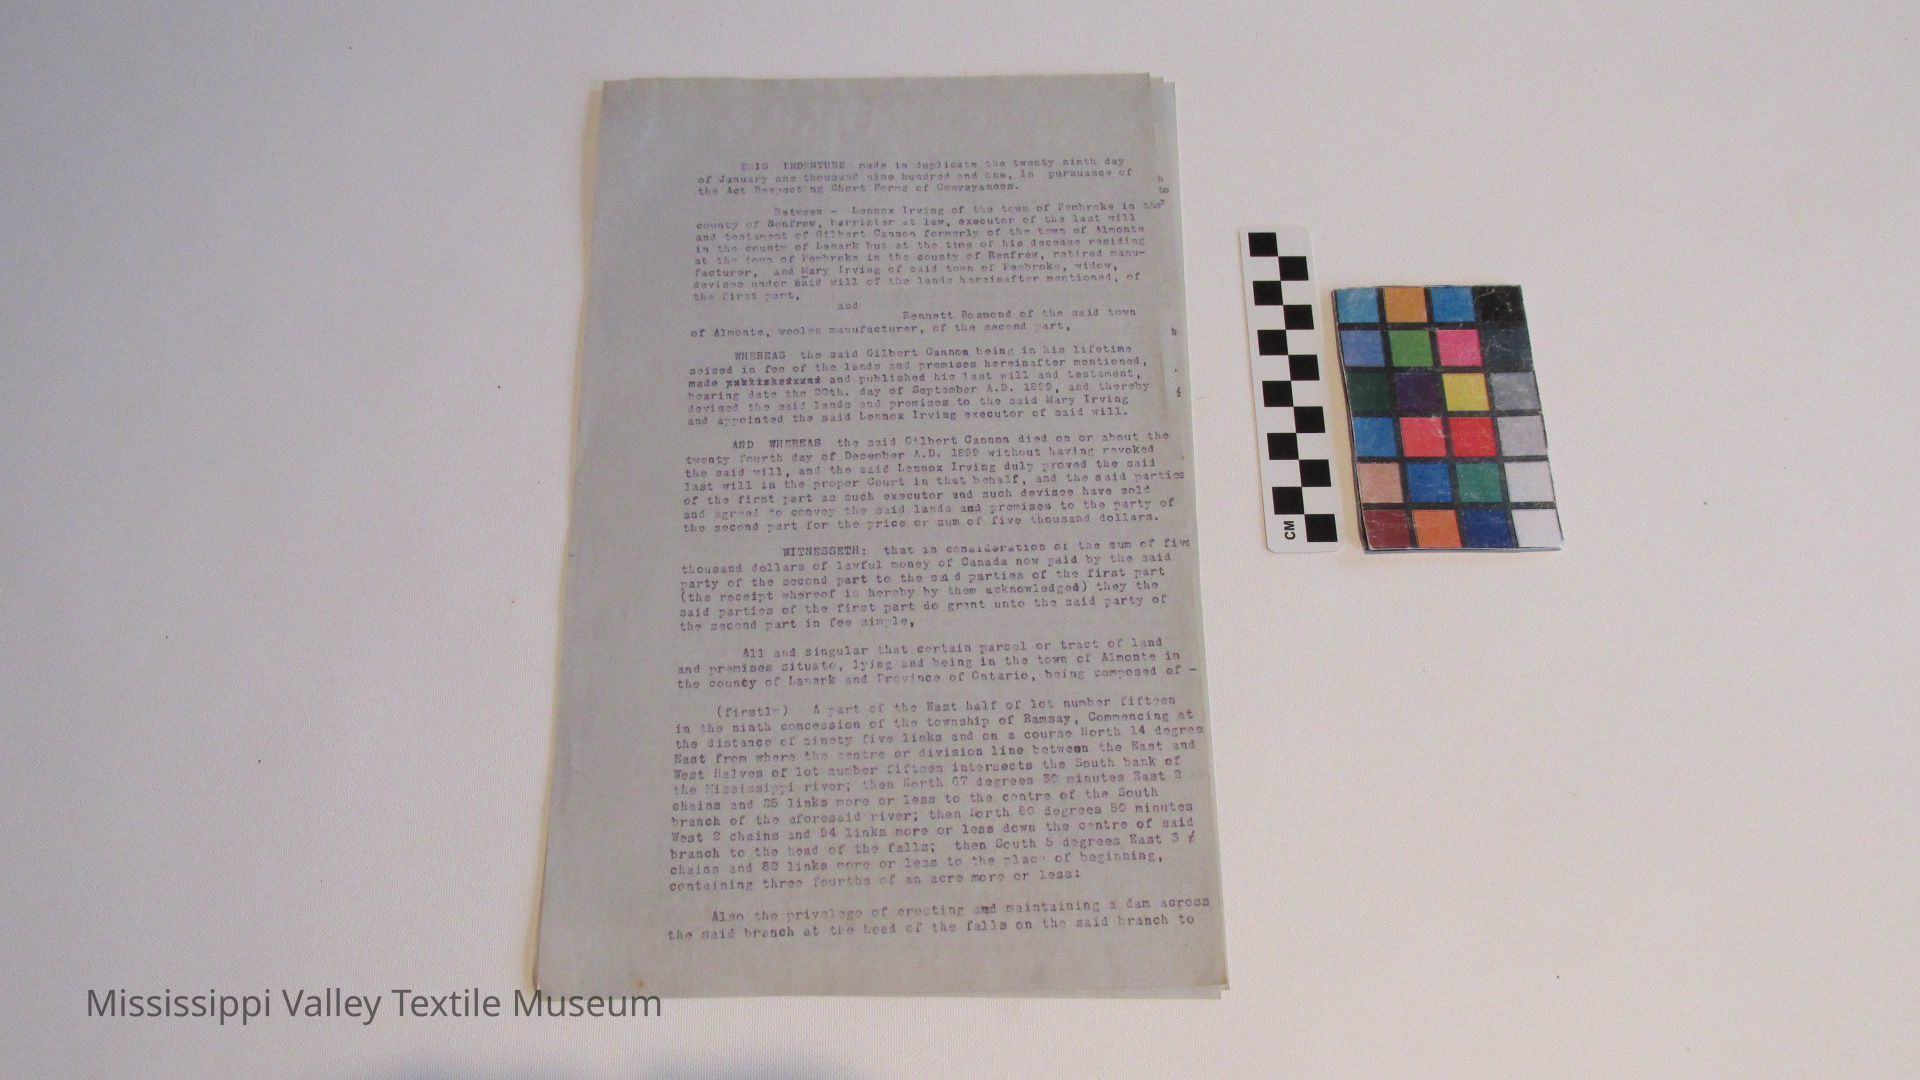 THIS INDENTURE made in duplicate the twenty ninth day
of January one thousand nine hundred and one, in pursuance of
the Act Respecting Short Forms of Conveyances.
Between - Lennox Irving of the town of Pembroke in the
county of Renfrew, barrister at law, executor of the last will
and testament of Gilbert Cannon formerly of the town of Almonte
in the county of Lanark but at the time of his decease residing
at the town of Pembroke in the county of Renfrew, retired manu-
facturer, and Mary Irving of said town of Pembroke, widow,
devisee under said will of the lands hereinafter mentioned, of
the first part,
and
Bennett Rosmond of the said town
of Almonte, woolen manufacturer, of the second part,
WHEREAS the said Gilbert Cannon being in his lifetime
seized in fee of the lands and premises hereinafter mentioned,
made and published his last will and testament,
bearing date the 20th. day of September A.D. 1899, and thereby
devised the said lands and premises to the said Mary Irving
and appointed the said Lennox Irving executor of said will.
AND WHEREAS the said Gilbert Cannon died on or about the
twenty fourth day of December A.D. 1899 without having revoked
the said will, and the said Lennox Irving duly proved the said
last will in the proper Court in that behalf, and the said parties
of the first part as such executor and such devisee have sold
and agreed to convey the said lands and premises to the party of
the second part for the price or sum of five thousand dollars.
WITNESSETH: that in consideration of the sum of five
thousand dollars of lawful money of Canada now paid by the said
party of the second part to the said parties of the first part
(the receipt whereof is hereby by them acknowledged) they the
said parties of the first part do grant unto the said party of
the second part in fee simple,
All and singular that certain parcel or tract of land
and premises situate, lying and being in the town of Almonte in
the county of Lanark and Province of Ontario, being composed of -
(firstly) A part of the East half of lot number fifteen
in the ninth concession of the township of Ramsay, Commencing at
the distance of ninety five links and on a course North 14 degrees
East from where the centre or division line between the East and
West Halves of lot number fifteen intersects the South bank of
the Mississippi river; then North 67 degrees 30 minutes East 2
chains and 25 links more or less to the centre of the South
branch of the aforesaid river; then North 80 degrees 50 minutes
West 2 chains and 94 links more or less down the centre of said
branch to the head of the falls; then South 5 degrees East 3
chains and 82 links more or less to the place of beginning,
containing three fourths of an acre more or less:
Also the privelege of erecting and maintaining a dam across
the said branch at the head of the falls on the said branch to
CM
Mississippi Valley Textile Museum